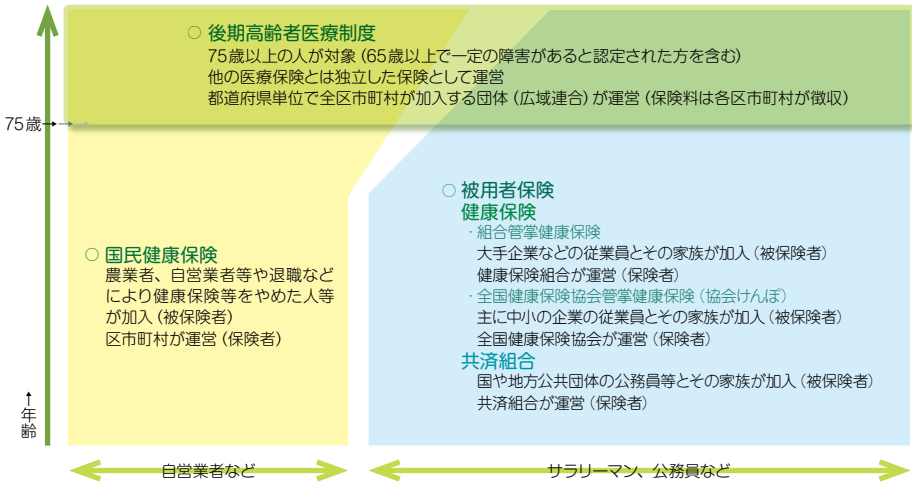 ○ 後期高齢者医療制度
75歳以上の人が対象（65歳以上で一定の障害があると認定された方を含む）
他の医療保険とは独立した保険として運営
都道府県単位で全区市町村が加入する団体（広域連合）が運営（保険料は各区市町村が徴収）
75歳
○ 国民健康保険
農業者、自営業者等や退職など
により健康保険等をやめた人等
が加入（被保険者）
区市町村が運営（保険者）
○ 被用者保険
健康保険
・組合管掌健康保険
大手企業などの従業員とその家族が加入（被保険者）
健康保険組合が運営（保険者）
・全国健康保険協会管掌健康保険（協会けんぽ）
主に中小の企業の従業員とその家族が加入（被保険者）
全国健康保険協会が運営（保険者）
共済組合
国や地方公共団体の公務員等とその家族が加入（被保険者）
共済組合が運営（保険者）
↑年齢
自営業者など
サラリーマン、公務員など